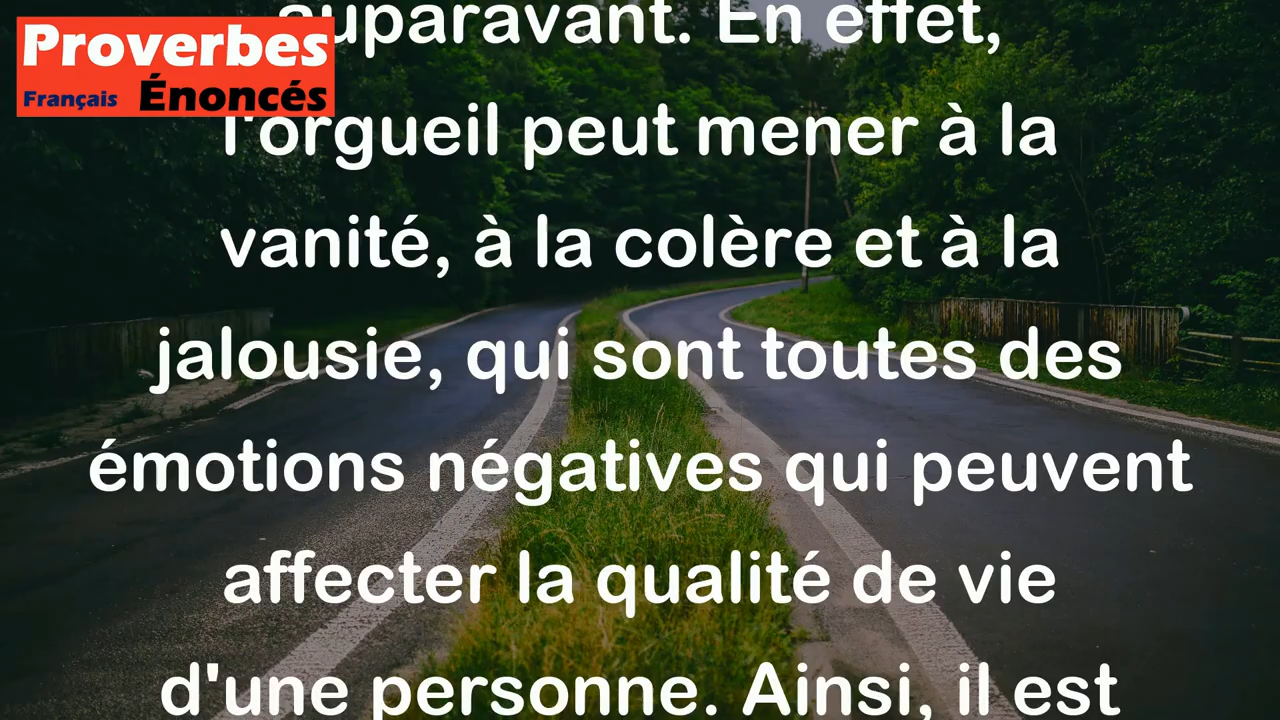 Proverbes
Français Énoncés
auparavant. En effet,
l'orgueil peut mener à la
vanité, à la colère et à la
jalousie, qui sont toutes des
émotions négatives qui peuvent
affecter la qualité de vie
d'une personne. Ainsi, il est